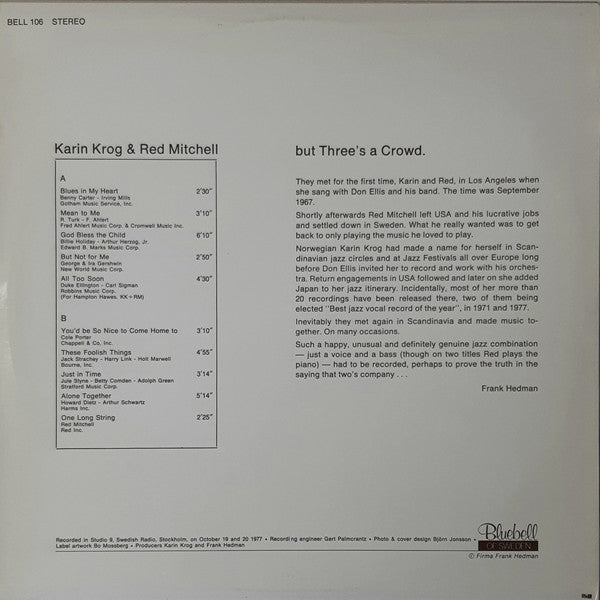 BELL 106 STEREO
Karin Krog & Red Mitchell
A
Blues in My Heart 2'30"
Benny Carter - Irving Mills
Gotham Music Service, Inc.
Mean to Me 3'10"
R. Turk - F. Ahlert
Fred Ahlert Music Corp. & Cromwell Music Inc.
God Bless the Child 6'10"
Billie Holiday - Arthur Herzog, Jr.
Edward B. Marks Music Corp.
But Not for Me 2'50"
George & Ira Gershwin
New World Music Corp.
All Too Soon 4'30"
Duke Ellington - Carl Sigman
Robbins Music Corp.
(For Hampton Hawes. KK+RM)
B
You'd be So Nice to Come Home to 3'10"
Cole Porter
Chappell & Co, Inc.
These Foolish Things 4'55"
Jack Strachey - Harry Link - Holt Marwell
Bourne, Inc.
Just in Time 3'14"
Jule Styne - Betty Comden - Adolph Green
Stratford Music Corp.
Alone Together 5'14"
Howard Dietz - Arthur Schwartz
Harms Inc.
One Long String 2'25"
Red Mitchell
Red Inc.
but Three's a Crowd.
They met for the first time, Karin and Red, in Los Angeles when
she sang with Don Ellis and his band. The time was September
1967.
Shortly afterwards Red Mitchell left USA and his lucrative jobs
and settled down in Sweden. What he really wanted was to get
back to only playing the music he loved to play.
Norwegian Karin Krog had made a name for herself in Scan-
dinavian jazz circles and at Jazz Festivals all over Europe long
before Don Ellis invited her to record and work with his orches-
tra. Return engagements in USA followed and later on she added
Japan to her jazz itinerary. Incidentally, most of her more than
20 recordings have been released there, two of them being
elected "Best jazz vocal record of the year", in 1971 and 1977.
Inevitably they met again in Scandinavia and made music to-
gether. On many occasions.
Such a happy, unusual and definitely genuine jazz combination
— just a voice and a bass (though on two titles Red plays the
piano) — had to be recorded, perhaps to prove the truth in the
saying that two's company . . .
Frank Hedman
Recorded in Studio 9, Swedish Radio, Stockholm, on October 19 and 20 1977 • Recording engineer Gert Palmcrantz • Photo & cover design Björn Jonsson •
Label artwork Bo Mossberg • Producers Karin Krog and Frank Hedman
Bluebell
OF SWEDEN
© Firma Frank Hedman